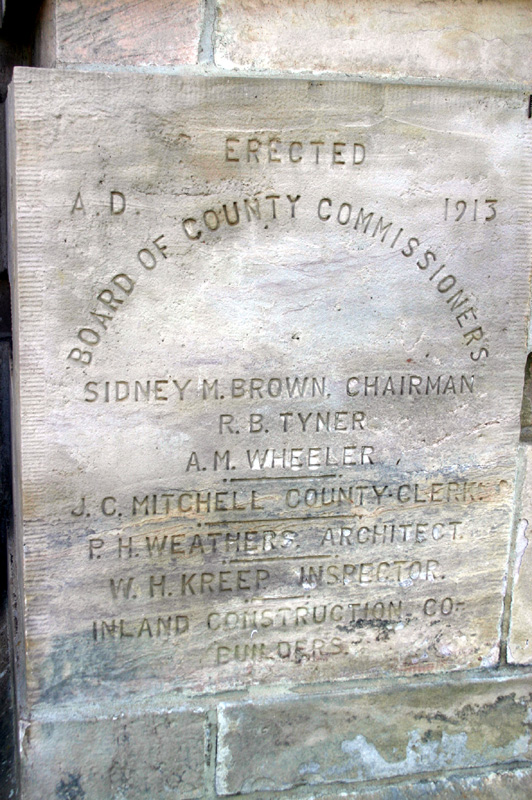 ERECTED
A.D. 1913
BOARD OF COUNTY COMMISSIONERS
SIDNEY M. BROWN. CHAIRMAN
R. B. TYNER
A. M. WHEELER
J. C. MITCHELL COUNTY-CLERK.
P. H. WEATHERS. ARCHITECT.
W. H. KREEP INSPECTOR.
INLAND CONSTRUCTION. CO-
BUILDERS.